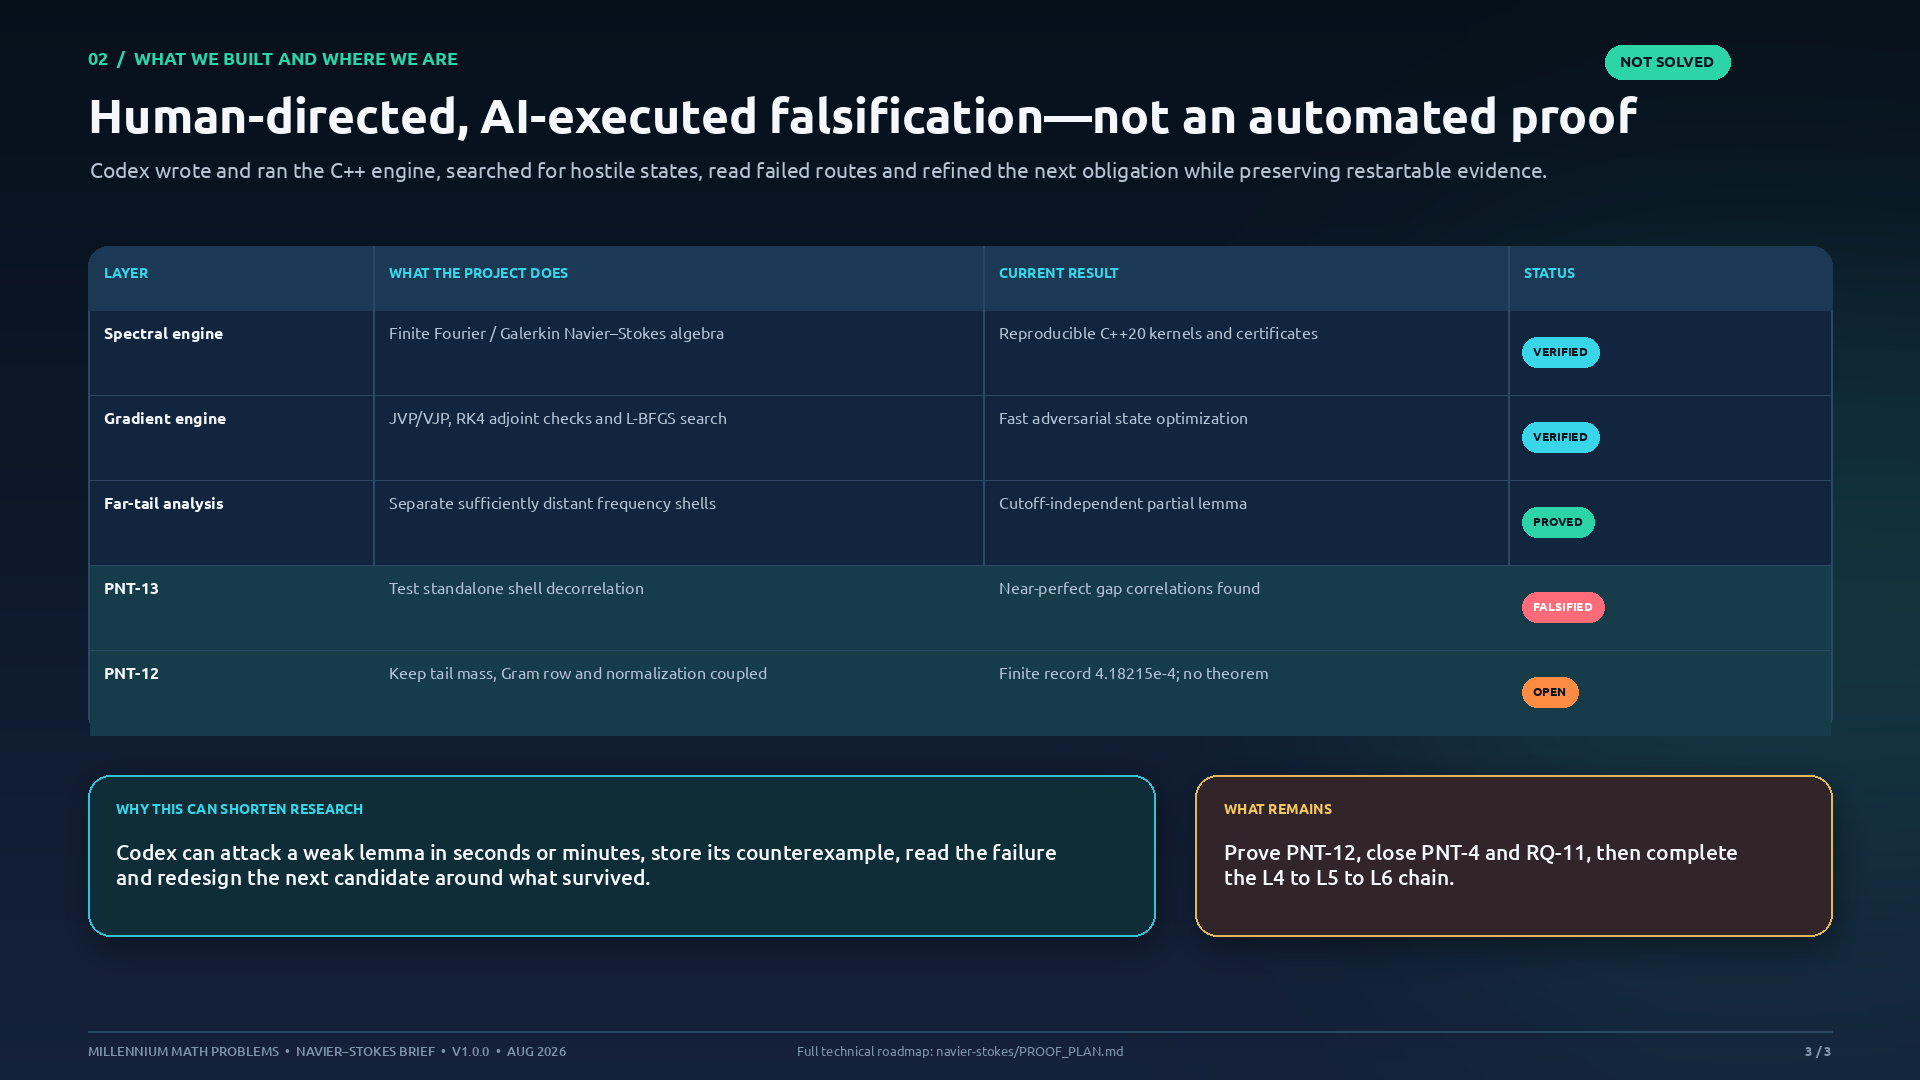 02 / WHAT WE BUILT AND WHERE WE ARE
NOT SOLVED
Human-directed, AI-executed falsification—not an automated proof
Codex wrote and ran the C++ engine, searched for hostile states, read failed routes and refined the next obligation while preserving restartable evidence.
LAYER WHAT THE PROJECT DOES CURRENT RESULT STATUS
Spectral engine Finite Fourier / Galerkin Navier–Stokes algebra Reproducible C++20 kernels and certificates VERIFIED
Gradient engine JVP/VJP, RK4 adjoint checks and L-BFGS search Fast adversarial state optimization VERIFIED
Far-tail analysis Separate sufficiently distant frequency shells Cutoff-independent partial lemma PROVED
PNT-13 Test standalone shell decorrelation Near-perfect gap correlations found FALSIFIED
PNT-12 Keep tail mass, Gram row and normalization coupled Finite record 4.18215e-4; no theorem OPEN
WHY THIS CAN SHORTEN RESEARCH
Codex can attack a weak lemma in seconds or minutes, store its counterexample, read the failure
and redesign the next candidate around what survived.
WHAT REMAINS
Prove PNT-12, close PNT-4 and RQ-11, then complete
the L4 to L5 to L6 chain.
MILLENNIUM MATH PROBLEMS • NAVIER–STOKES BRIEF • V1.0.0 • AUG 2026
Full technical roadmap: navier-stokes/PROOF_PLAN.md
3 / 3